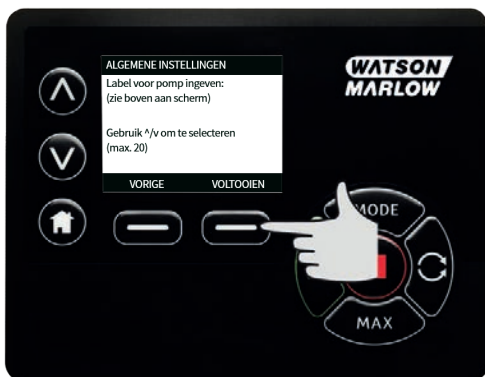 ALGEMENE INSTELLINGEN
Label voor pomp ingeven:
(zie boven aan scherm)
Gebruik ^/v om te selecteren
(max. 20)
VORIGE VOLTOOIEN
WATSON
MARLOW
MODE
MAX